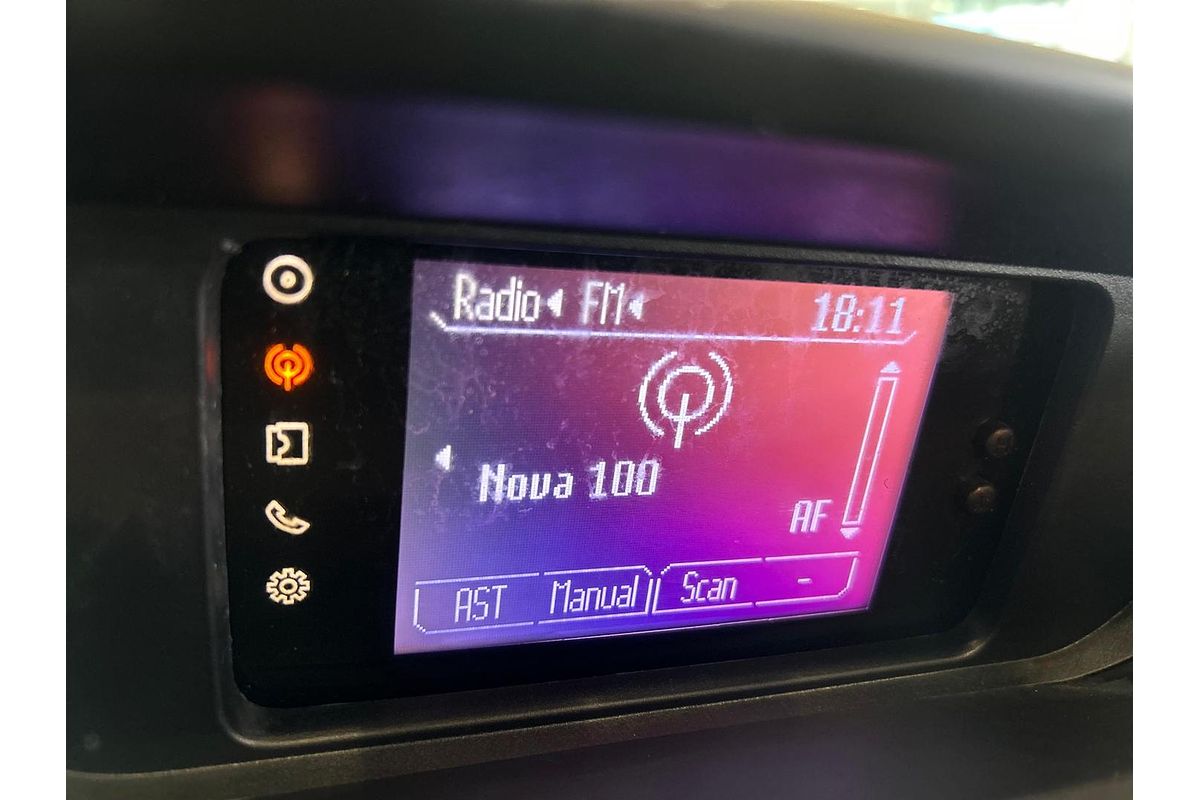 Radio FM 18:11
Nova 100
AF
AST Manual Scan -